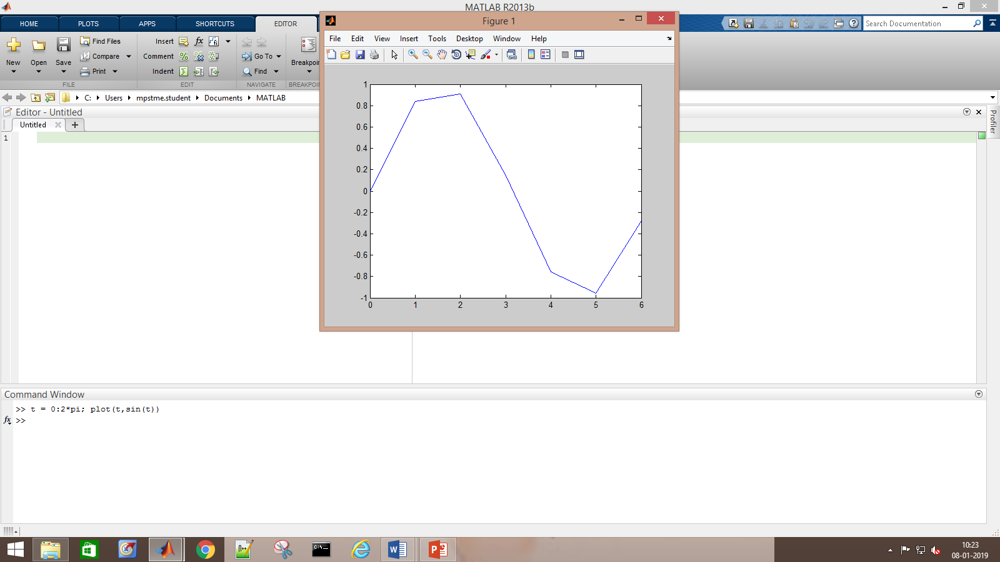 MATLAB R2013b
HOME PLOTS APPS SHORTCUTS EDITOR
Search Documentation
New Open Save
Find Files
Compare
Print
FILE
Insert fx
Comment
Indent
EDIT
Go To
Find
NAVIGATE
Breakpoin
BREAKPOIN
C: Users mpstme.student Documents MATLAB
Editor - Untitled
Untitled
1
Profiler
Figure 1
File Edit View Insert Tools Desktop Window Help
1
0.8
0.6
0.4
0.2
0
-0.2
-0.4
-0.6
-0.8
-1
0 1 2 3 4 5 6
Command Window
>> t = 0:2*pi; plot(t,sin(t))
fx >>
10:23
08-01-2019